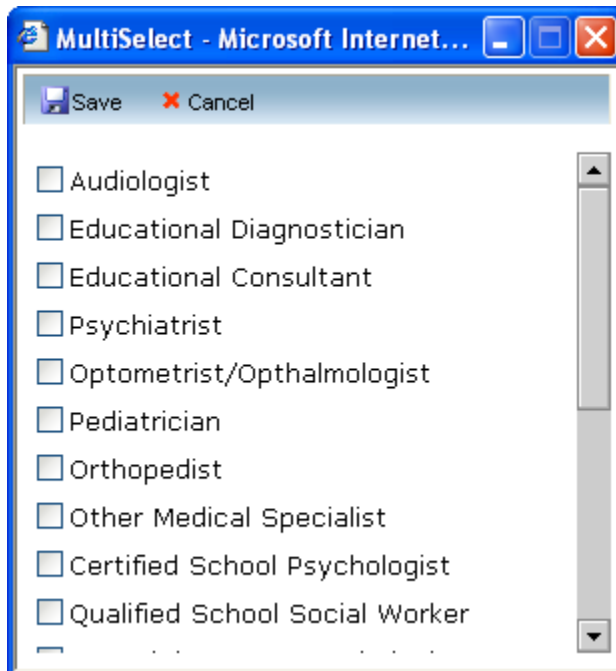 MultiSelect - Microsoft Internet...
Save Cancel
Audiologist
Educational Diagnostician
Educational Consultant
Psychiatrist
Optometrist/Opthalmologist
Pediatrician
Orthopedist
Other Medical Specialist
Certified School Psychologist
Qualified School Social Worker